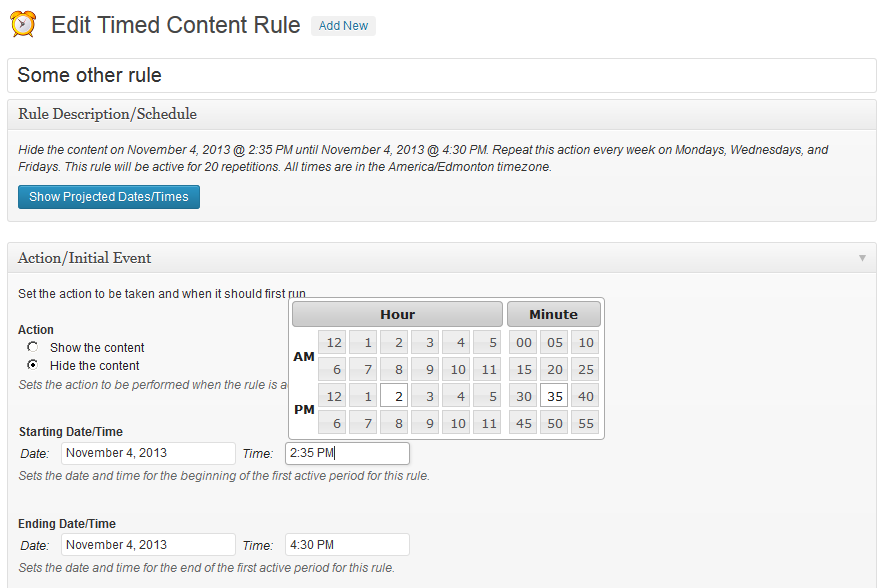 Edit Timed Content Rule Add New
Some other rule
Rule Description/Schedule
Hide the content on November 4, 2013 @ 2:35 PM until November 4, 2013 @ 4:30 PM. Repeat this action every week on Mondays, Wednesdays, and
Fridays. This rule will be active for 20 repetitions. All times are in the America/Edmonton timezone.
Show Projected Dates/Times
Action/Initial Event
Set the action to be taken and when it should first run
Hour Minute
AM 12 1 2 3 4 5 00 05 10
6 7 8 9 10 11 15 20 25
PM 12 1 2 3 4 5 30 35 40
6 7 8 9 10 11 45 50 55
Action
Show the content
Hide the content
Sets the action to be performed when the rule is
Starting Date/Time
Date: November 4, 2013 Time: 2:35 PM
Sets the date and time for the beginning of the first active period for this rule.
Ending Date/Time
Date: November 4, 2013 Time: 4:30 PM
Sets the date and time for the end of the first active period for this rule.